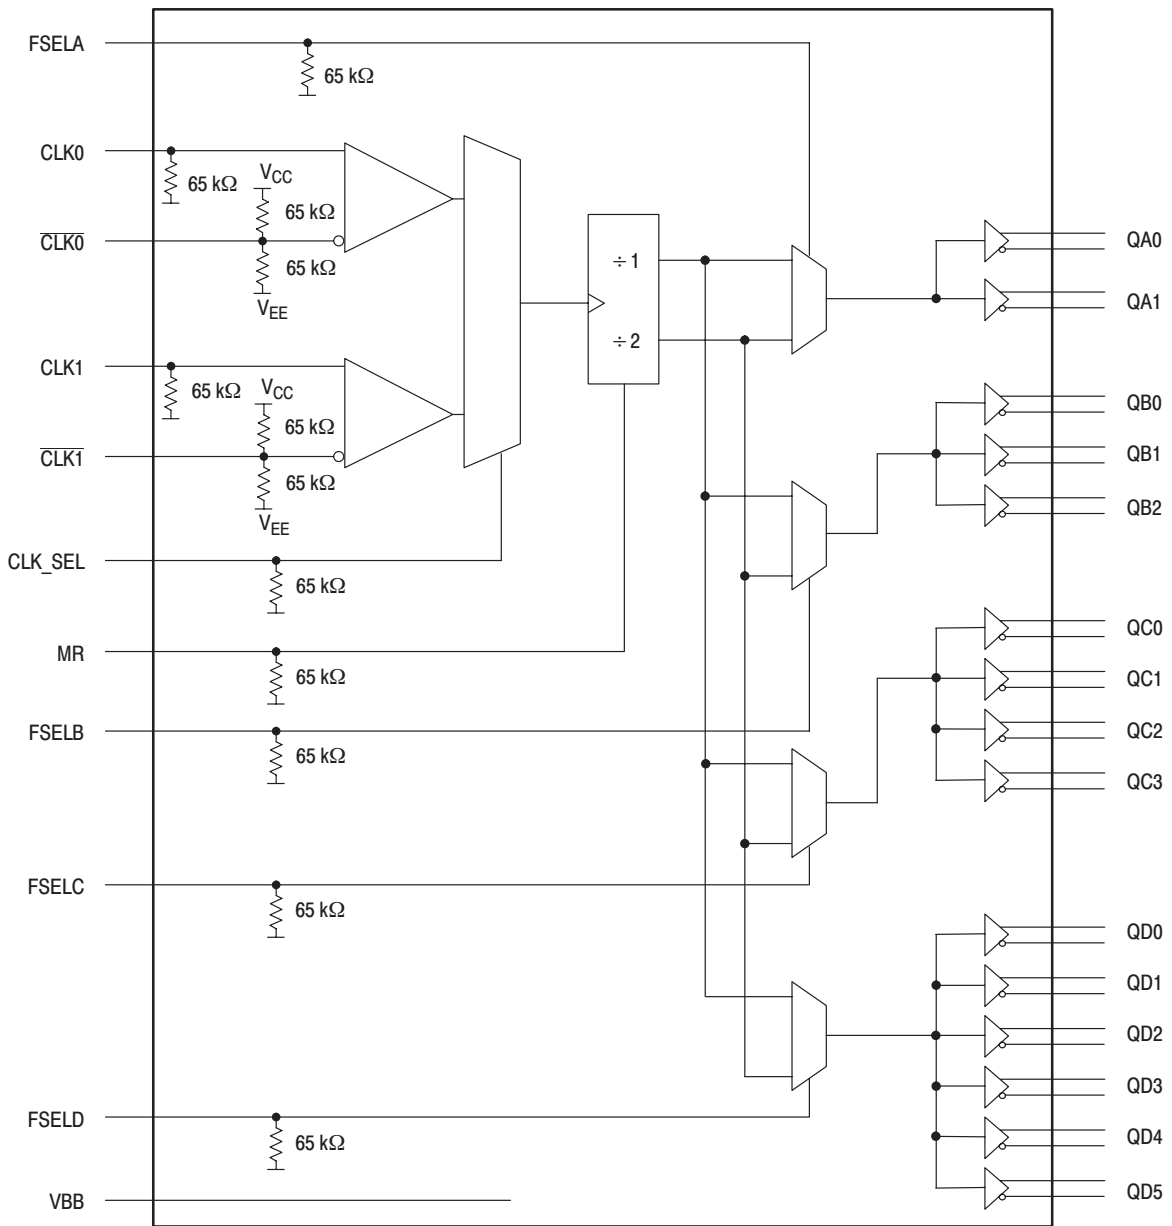 FSELA
65 kΩ
CLK0
65 kΩ
VCC
65 kΩ
CLK0
65 kΩ
VEE
CLK1
65 kΩ
VCC
65 kΩ
CLK1
65 kΩ
VEE
CLK_SEL
65 kΩ
MR
65 kΩ
FSELB
65 kΩ
FSELC
65 kΩ
FSELD
65 kΩ
VBB
÷1
÷2
QA0
QA1
QB0
QB1
QB2
QC0
QC1
QC2
QC3
QD0
QD1
QD2
QD3
QD4
QD5